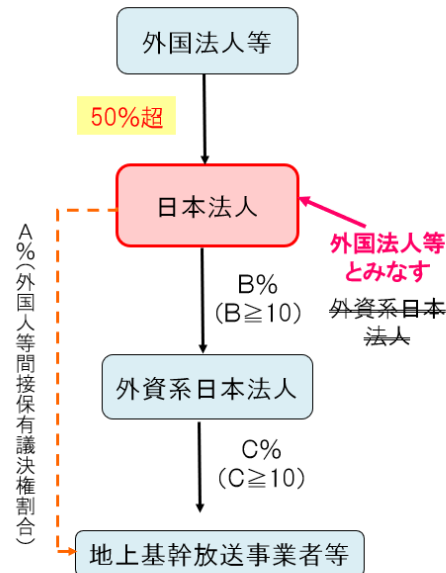 外国法人等
50%超
日本法人
外国法人等
とみなす
外資系日本
法人
A%(外国人等間接保有議決権割合)
B%
(B≧10)
外資系日本法人
C%
(C≧10)
地上基幹放送事業者等